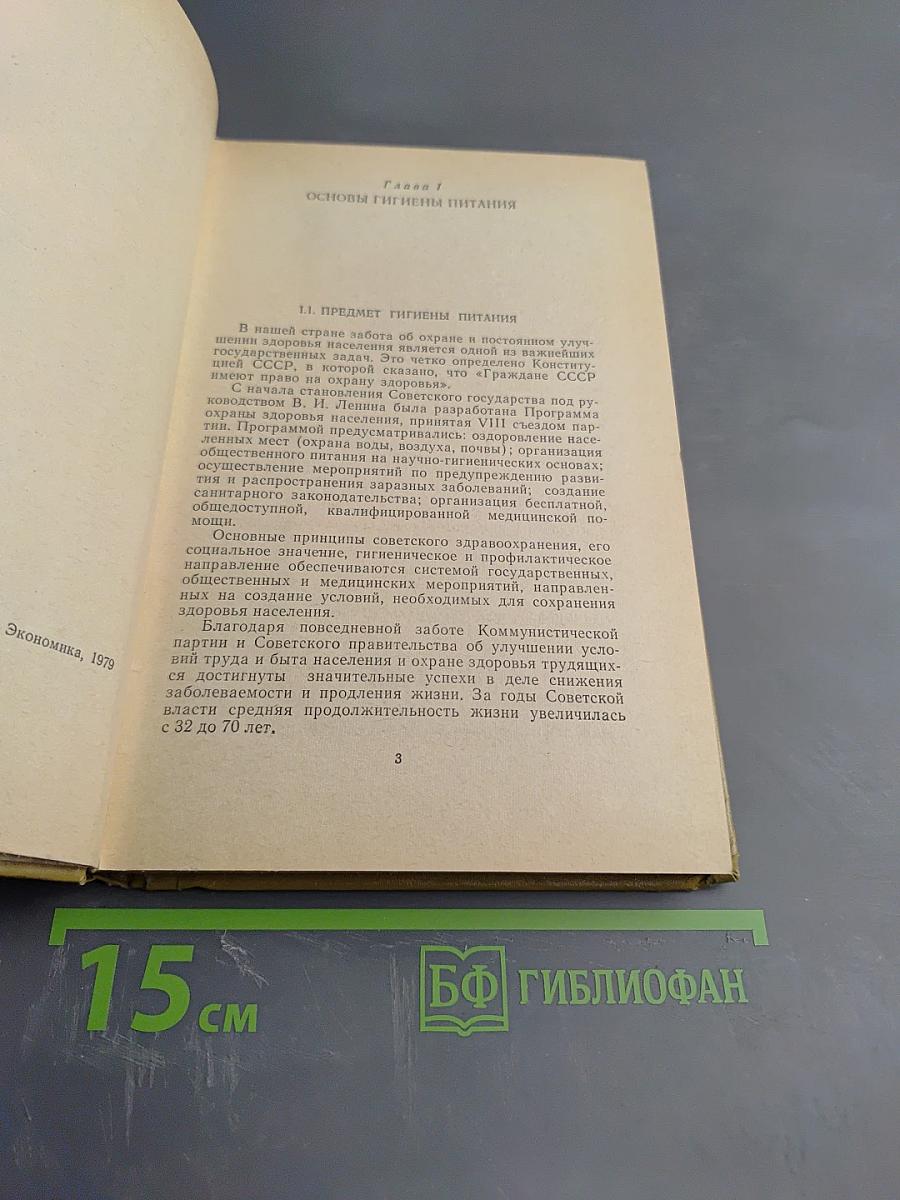 Экономика, 1979
Глава 1
ОСНОВЫ ГИГИЕНЫ ПИТАНИЯ
1.1. ПРЕДМЕТ ГИГИЕНЫ ПИТАНИЯ
В нашей стране забота об охране и постоянном улуч-
шении здоровья населения является одной из важнейших
государственных задач. Это четко определено Конститу-
цией СССР, в которой сказано, что «Граждане СССР
имеют право на охрану здоровья».
С начала становления Советского государства под ру-
ководством В. И. Ленина была разработана Программа
охраны здоровья населения, принятая VIII съездом пар-
тии. Программой предусматривались: оздоровление насе-
ленных мест (охрана воды, воздуха, почвы); организация
общественного питания на научно-гигиенических основах;
осуществление мероприятий по предупреждению разви-
тия и распространения заразных заболеваний; создание
санитарного законодательства; организация бесплатной,
общедоступной, квалифицированной медицинской по-
мощи.
Основные принципы советского здравоохранения, его
социальное значение, гигиеническое и профилактическое
направление обеспечиваются системой государственных,
общественных и медицинских мероприятий, направлен-
ных на создание условий, необходимых для сохранения
здоровья населения.
Благодаря повседневной заботе Коммунистической
партии и Советского правительства об улучшении усло-
вий труда и быта населения и охране здоровья трудящих-
ся достигнуты значительные успехи в деле снижения
заболеваемости и продления жизни. За годы Советской
власти средняя продолжительность жизни увеличилась
с 32 до 70 лет.
3
15 см
БФ ГИБЛИОФАН